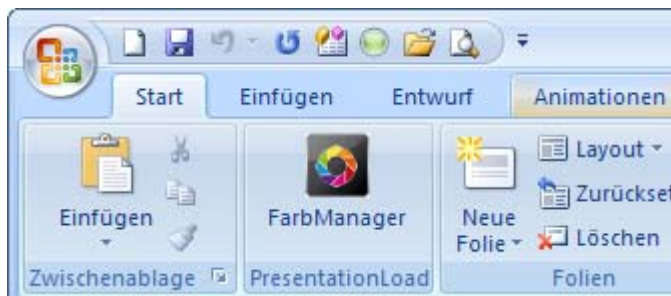 Start Einfügen Entwurf Animationen
Einfügen
FarbManager
Neue
Folie
Layout
Löschen
Zwischenablage PresentationLoad Folien